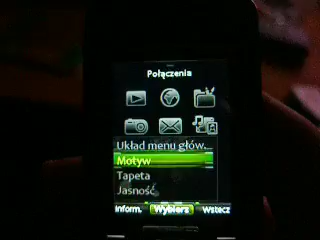 Połączenia
Układ menu głów.
Motyw
Tapeta
Jasność
Inform. Wybierz Wstecz